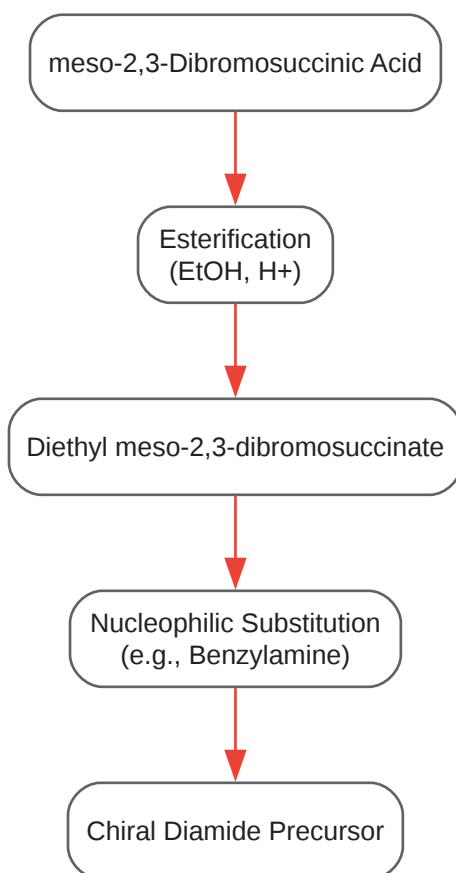 meso-2,3-Dibromosuccinic Acid
Esterification
(EtOH, H+)
Diethyl meso-2,3-dibromosuccinate
Nucleophilic Substitution
(e.g., Benzylamine)
Chiral Diamide Precursor